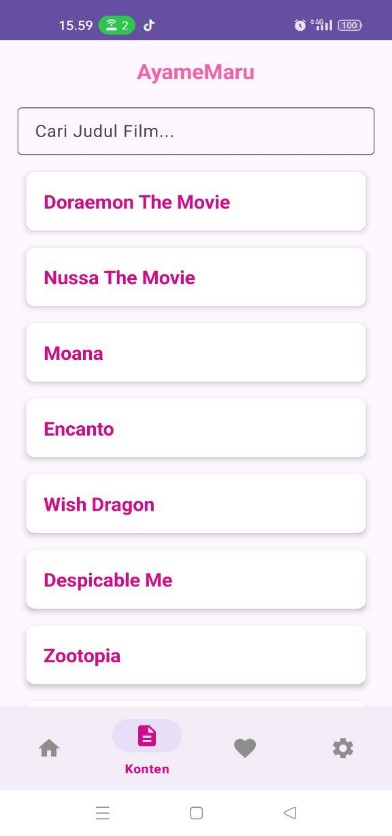 15.59 2 100
AyameMaru
Cari Judul Film...
Doraemon The Movie
Nussa The Movie
Moana
Encanto
Wish Dragon
Despicable Me
Zootopia
Konten